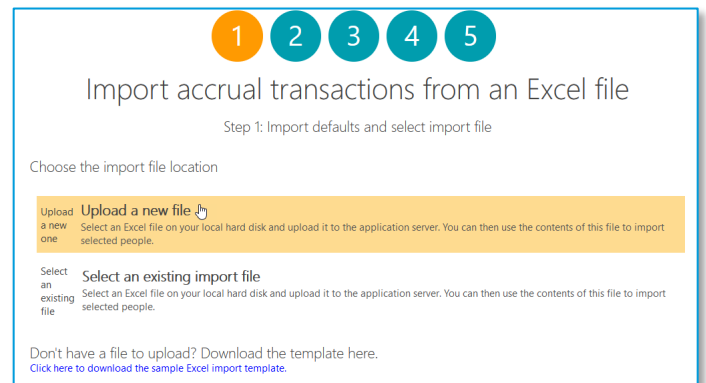 1 2 3 4 5
Import accrual transactions from an Excel file
Step 1: Import defaults and select import file
Choose the import file location
Upload
a new
one
Upload a new file
Select an Excel file on your local hard disk and upload it to the application server. You can then use the contents of this file to import
selected people.
Select
an
existing
file
Select an existing import file
Select an Excel file on your local hard disk and upload it to the application server. You can then use the contents of this file to import
selected people.
Don't have a file to upload? Download the template here.
Click here to download the sample Excel import template.